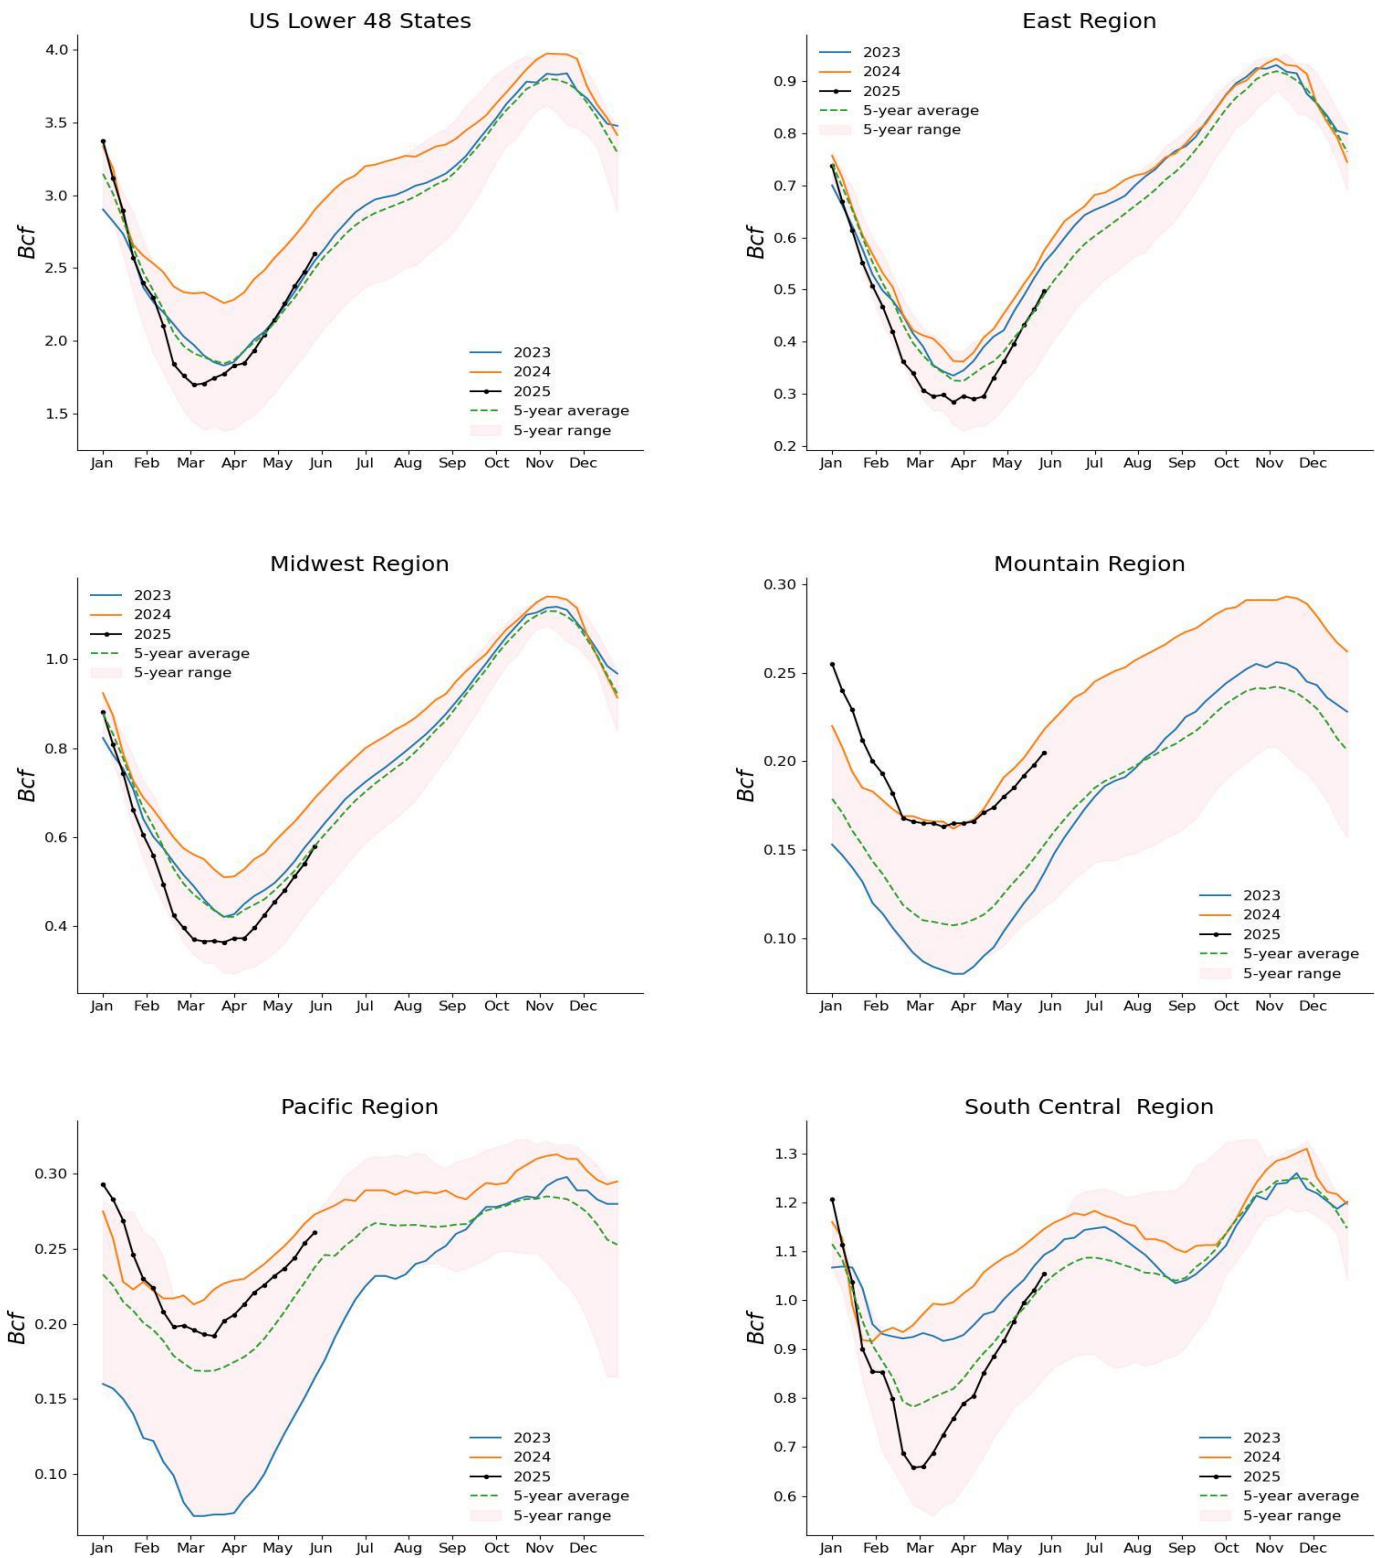 US Lower 48 States
4.0
3.5
3.0
2.5
2.0
1.5
Bcf
Jan Feb Mar Apr May Jun Jul Aug Sep Oct Nov Dec
2023
2024
2025
5-year average
5-year range
East Region
0.9
0.8
0.7
0.6
0.5
0.4
0.3
0.2
Bcf
Jan Feb Mar Apr May Jun Jul Aug Sep Oct Nov Dec
2023
2024
2025
5-year average
5-year range
Midwest Region
1.0
0.8
0.6
0.4
Bcf
Jan Feb Mar Apr May Jun Jul Aug Sep Oct Nov Dec
2023
2024
2025
5-year average
5-year range
Mountain Region
0.30
0.25
0.20
0.15
0.10
Bcf
Jan Feb Mar Apr May Jun Jul Aug Sep Oct Nov Dec
2023
2024
2025
5-year average
5-year range
Pacific Region
0.30
0.25
0.20
0.15
0.10
Bcf
Jan Feb Mar Apr May Jun Jul Aug Sep Oct Nov Dec
2023
2024
2025
5-year average
5-year range
South Central Region
1.3
1.2
1.1
1.0
0.9
0.8
0.7
0.6
Bcf
Jan Feb Mar Apr May Jun Jul Aug Sep Oct Nov Dec
2023
2024
2025
5-year average
5-year range